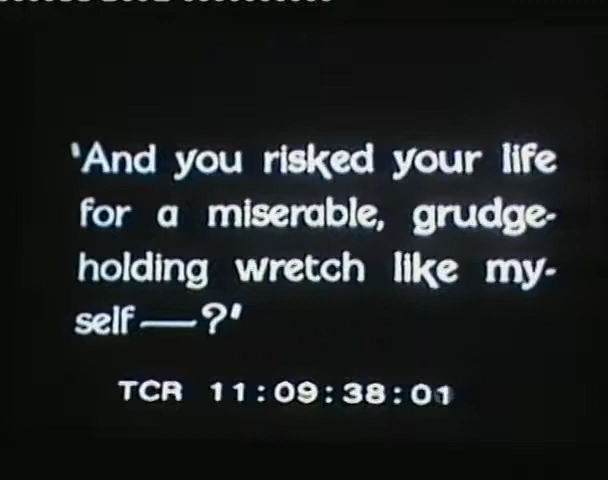 'And you risked your life
for a miserable, grudge-
holding wretch like my-
self—?'
TCR 11:09:38:01